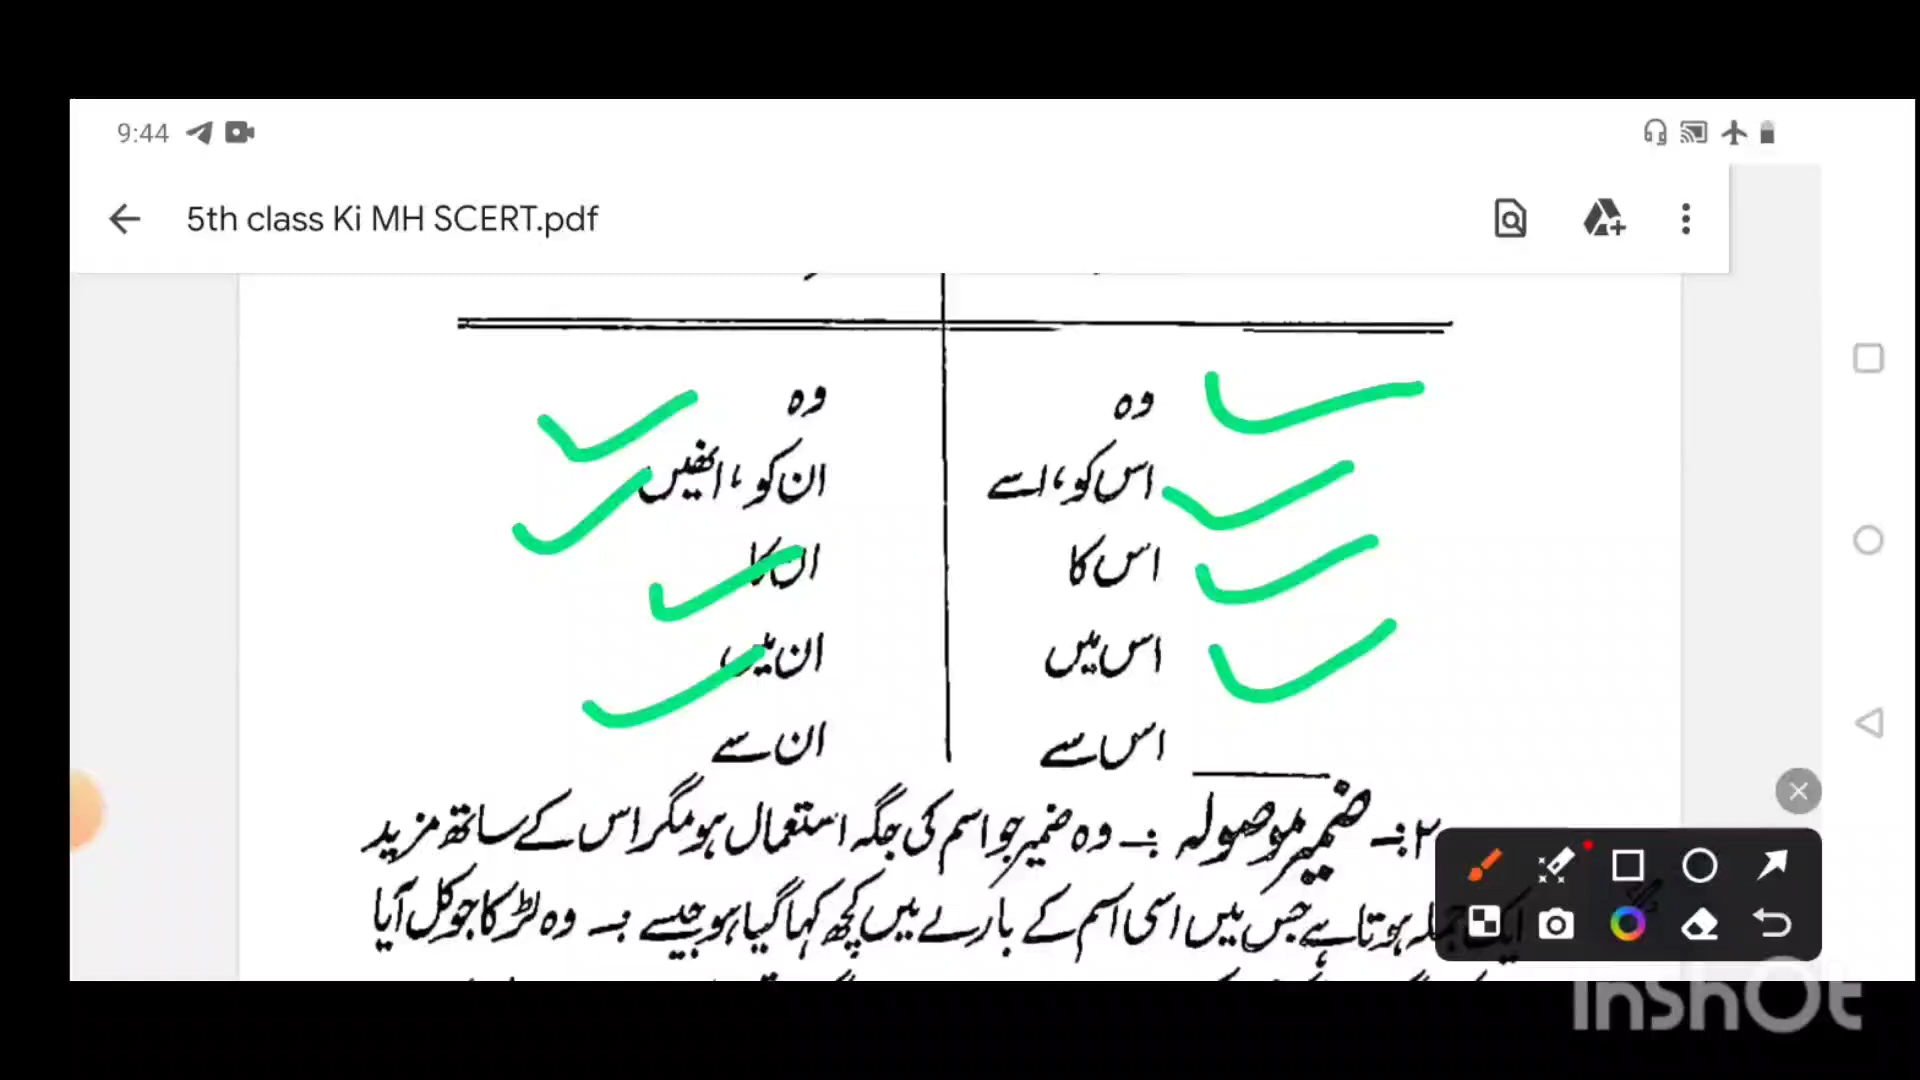 9:44
5th class Ki MH SCERT.pdf
وہ وہ
اس کو، اسے ان کو، انھیں
اس کا ان کا
اس میں ان میں
اس سے ان سے
۲:۔ ضمیر موصولہ :۔ وہ ضمیر جو اسم کی جگہ استعمال ہو مگر اس کے ساتھ مزید
ایک جملہ ہوتا ہے جس میں اسی اسم کے بارے میں کچھ کہا گیا ہو جیسے :۔ وہ لڑکا جو کل آیا
InShOt